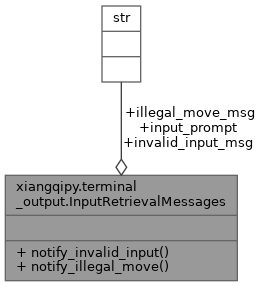 str
+illegal_move_msg
+input_prompt
+invalid_input_msg
xiangqipy.terminal
_output.InputRetrievalMessages
+ notify_invalid_input()
+ notify_illegal_move()